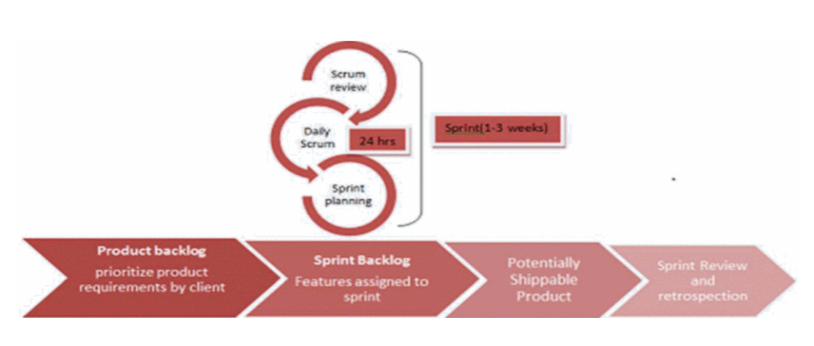 Scrum
review
Daily
Scrum
24 hrs
Sprint
planning
Sprint(1-3 weeks)
Product backlog
prioritize product
requirements by client
Sprint Backlog
Features assigned to
sprint
Potentially
Shippable
Product
Sprint Review
and
retrospection